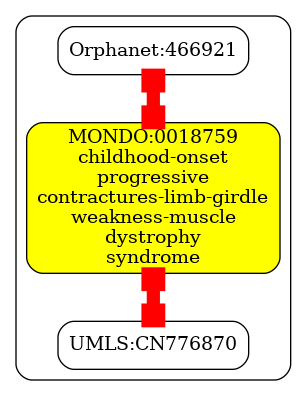 Orphanet:466921
MONDO:0018759
childhood-onset
progressive
contractures-limb-girdle
weakness-muscle
dystrophy
syndrome
UMLS:CN776870